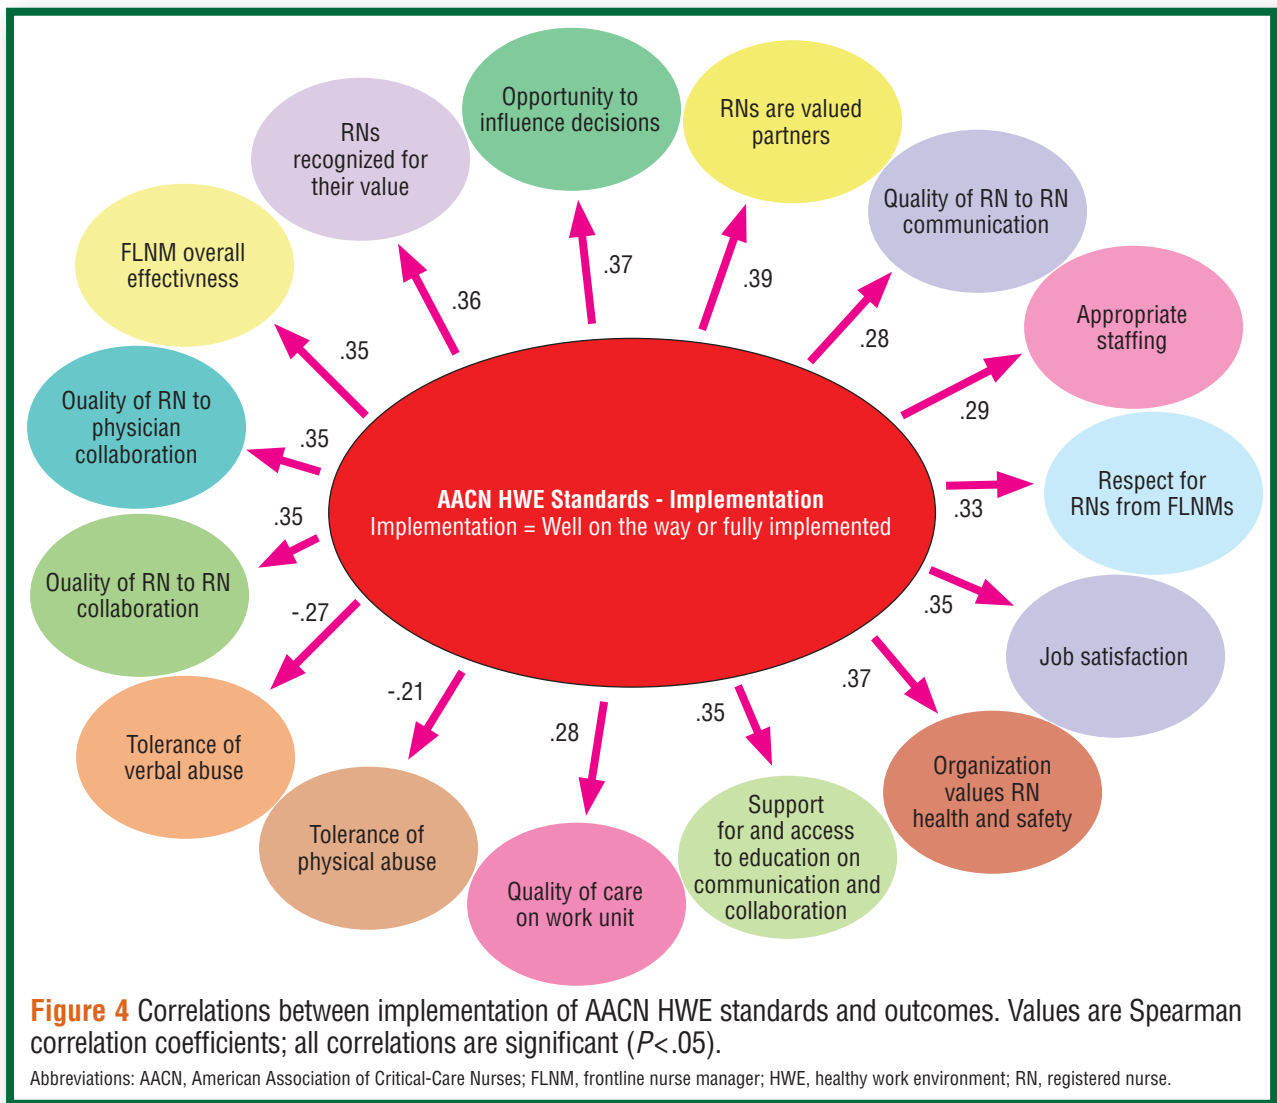 Opportunity to
influence decisions
RNs are valued
partners
RNs
recognized for
their value
Quality of RN to RN
communication
FLNM overall
effectivness
Appropriate
staffing
.37
.39
.36
.28
.35
.29
Ouality of RN to
physician
collaboration
.35
AACN HWE Standards - Implementation
Implementation = Well on the way or fully implemented
Respect for
RNs from FLNMs
.33
.35
Ouality of RN to RN
collaboration
-.27
.35
Job satisfaction
-.21
.28
.35
.37
Tolerance of
verbal abuse
Organization
values RN
health and safety
Tolerance of
physical abuse
Support
for and access
to education on
communication and
collaboration
Quality of care
on work unit
Figure 4 Correlations between implementation of AACN HWE standards and outcomes. Values are Spearman
correlation coefficients; all correlations are significant (P<.05).
Abbreviations: AACN, American Association of Critical-Care Nurses; FLNM, frontline nurse manager; HWE, healthy work environment; RN, registered nurse.